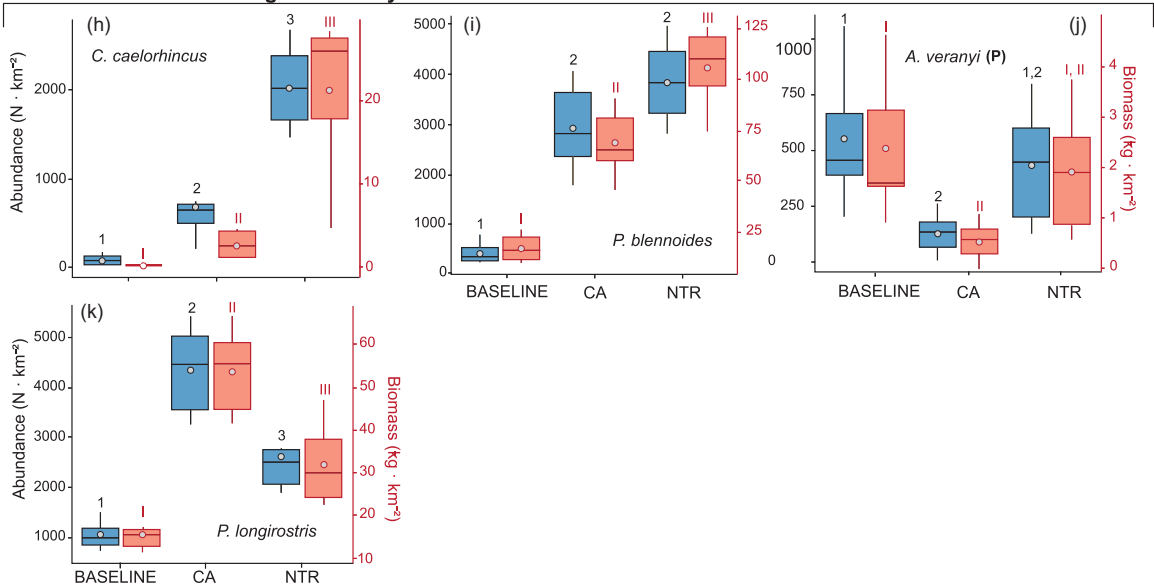 (h)
C. caelorhincus
Abundance (N · km⁻²)
2000
1000
0
1
I
2
II
3
III
20
10
0
(i)
P. blennoides
5000
4000
3000
2000
1000
0
1
I
2
II
2
III
125
100
75
50
25
BASELINE
CA
NTR
(j)
A. veranyi (P)
1000
750
500
250
0
1
I
2
II
1,2
I, II
4
3
2
1
0
Biomass (kg · km⁻²)
BASELINE
CA
NTR
(k)
P. longirostris
Abundance (N · km⁻²)
5000
4000
3000
2000
1000
1
I
2
II
3
III
60
50
40
30
20
10
Biomass (kg · km⁻²)
BASELINE
CA
NTR